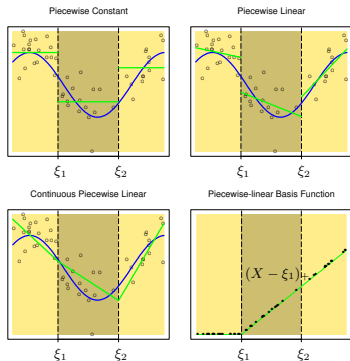 Piecewise Constant
Piecewise Linear
ξ₁ ξ₂
ξ₁ ξ₂
Continuous Piecewise Linear
Piecewise-linear Basis Function
(X − ξ₁)₊
ξ₁ ξ₂
ξ₁ ξ₂